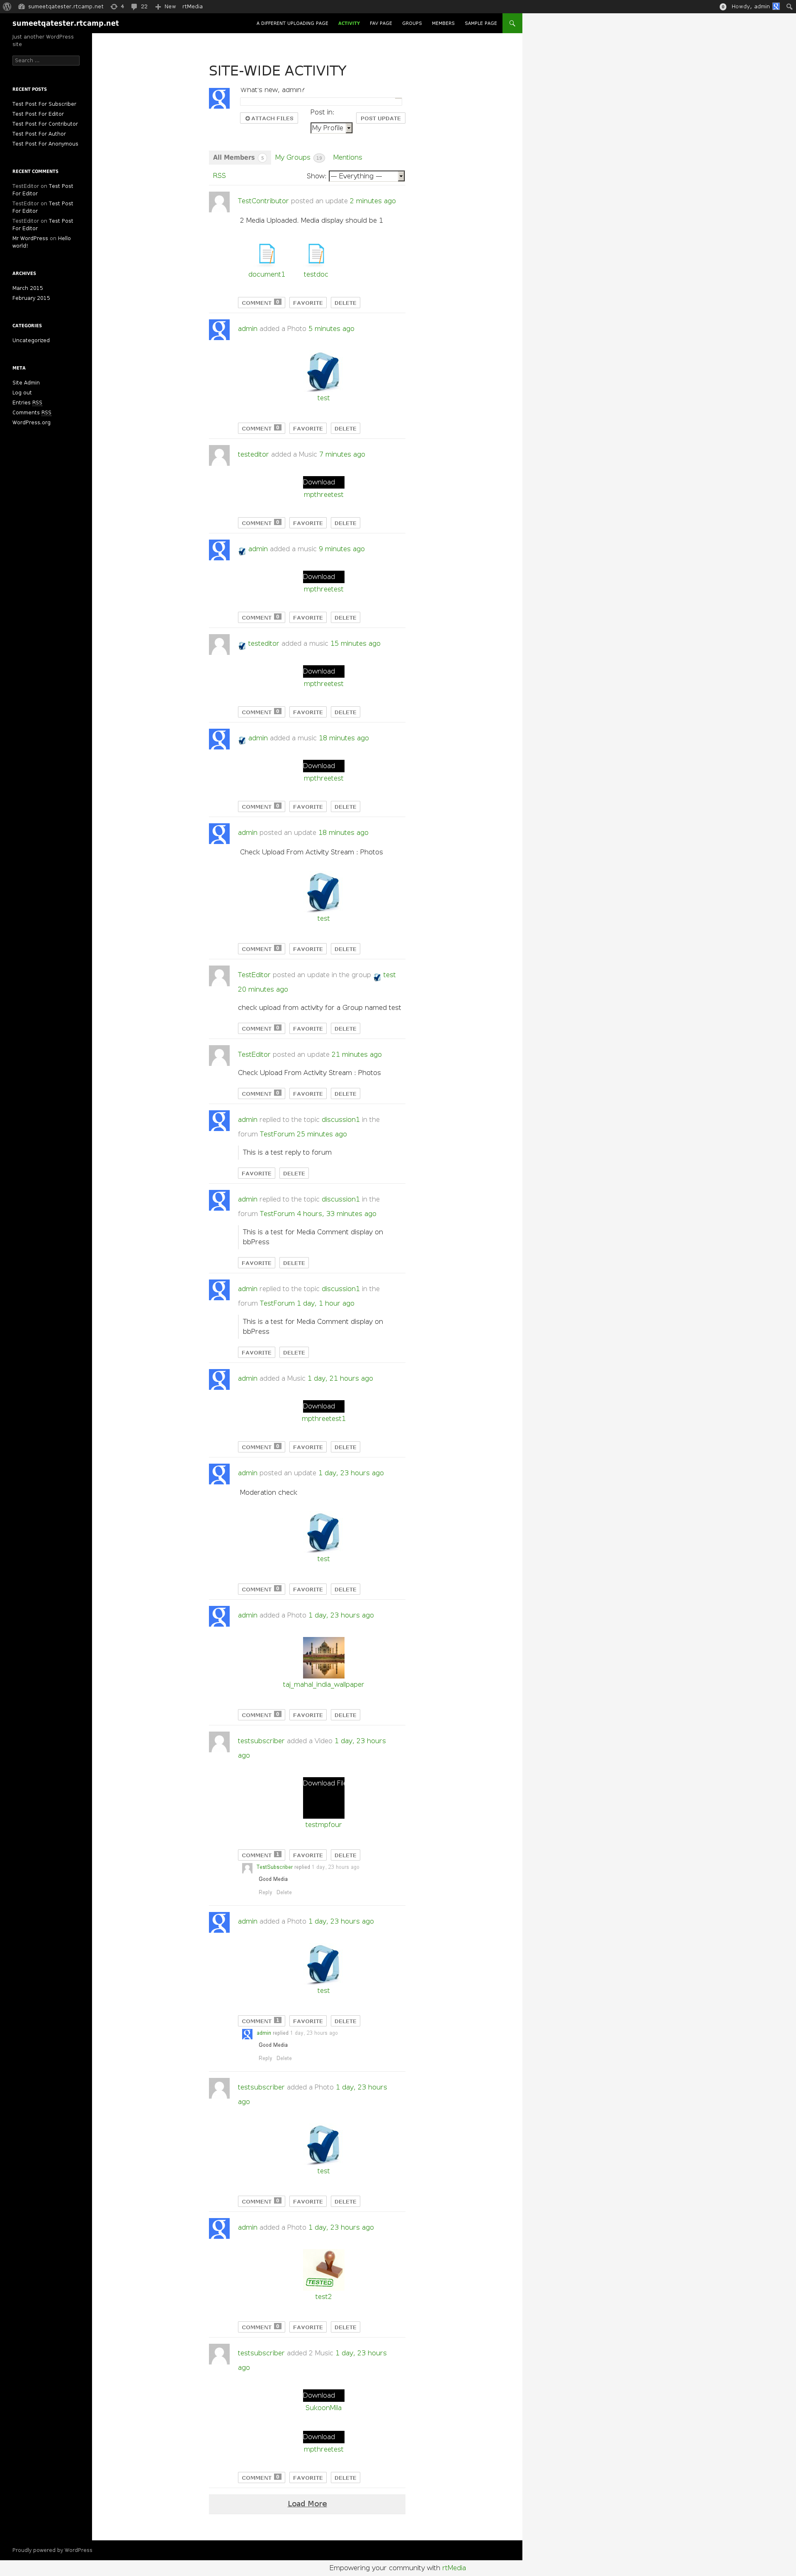 sumeetqatester.rtcamp.net 4 22 New rtMedia 0 Howdy, admin
sumeetqatester.rtcamp.net
A DIFFERENT UPLOADING PAGE ACTIVITY FAV PAGE GROUPS MEMBERS SAMPLE PAGE
Just another WordPress
site
Search ...
RECENT POSTS
Test Post For Subscriber
Test Post For Editor
Test Post For Contributor
Test Post For Author
Test Post For Anonymous
RECENT COMMENTS
TestEditor on Test Post
For Editor
TestEditor on Test Post
For Editor
TestEditor on Test Post
For Editor
Mr WordPress on Hello
world!
ARCHIVES
March 2015
February 2015
CATEGORIES
Uncategorized
META
Site Admin
Log out
Entries RSS
Comments RSS
WordPress.org
SITE-WIDE ACTIVITY
What's new, admin?
ATTACH FILES
Post in:
My Profile
POST UPDATE
All Members 5 My Groups 14 Mentions
RSS Show: — Everything —
TestContributor posted an update 2 minutes ago
2 Media Uploaded. Media display should be 1
document1 testdoc
COMMENT 0 FAVORITE DELETE
admin added a Photo 5 minutes ago
test
COMMENT 0 FAVORITE DELETE
testeditor added a Music 7 minutes ago
Download
mpthreetest
COMMENT 0 FAVORITE DELETE
admin added a music 9 minutes ago
Download
mpthreetest
COMMENT 0 FAVORITE DELETE
testeditor added a music 15 minutes ago
Download
mpthreetest
COMMENT 0 FAVORITE DELETE
admin added a music 18 minutes ago
Download
mpthreetest
COMMENT 0 FAVORITE DELETE
admin posted an update 18 minutes ago
Check Upload From Activity Stream : Photos
test
COMMENT 0 FAVORITE DELETE
TestEditor posted an update in the group test
20 minutes ago
check upload from activity for a Group named test
COMMENT 0 FAVORITE DELETE
TestEditor posted an update 21 minutes ago
Check Upload From Activity Stream : Photos
COMMENT 0 FAVORITE DELETE
admin replied to the topic discussion1 in the
forum TestForum 25 minutes ago
This is a test reply to forum
FAVORITE DELETE
admin replied to the topic discussion1 in the
forum TestForum 4 hours, 33 minutes ago
This is a test for Media Comment display on
bbPress
FAVORITE DELETE
admin replied to the topic discussion1 in the
forum TestForum 1 day, 1 hour ago
This is a test for Media Comment display on
bbPress
FAVORITE DELETE
admin added a Music 1 day, 21 hours ago
Download
mpthreetest1
COMMENT 0 FAVORITE DELETE
admin posted an update 1 day, 23 hours ago
Moderation check
test
COMMENT 0 FAVORITE DELETE
admin added a Photo 1 day, 23 hours ago
taj_mahal_india_wallpaper
COMMENT 0 FAVORITE DELETE
testsubscriber added a Video 1 day, 23 hours
ago
Download File
testmpfour
COMMENT 1 FAVORITE DELETE
TestSubscriber replied 1 day, 23 hours ago
Good Media
Reply Delete
admin added a Photo 1 day, 23 hours ago
test
COMMENT 1 FAVORITE DELETE
admin replied 1 day, 23 hours ago
Good Media
Reply Delete
testsubscriber added a Photo 1 day, 23 hours
ago
test
COMMENT 0 FAVORITE DELETE
admin added a Photo 1 day, 23 hours ago
TESTED
test2
COMMENT 0 FAVORITE DELETE
testsubscriber added 2 Music 1 day, 23 hours
ago
Download
SukoonMila
Download
mpthreetest
COMMENT 0 FAVORITE DELETE
Load More
Proudly powered by WordPress
Empowering your community with rtMedia